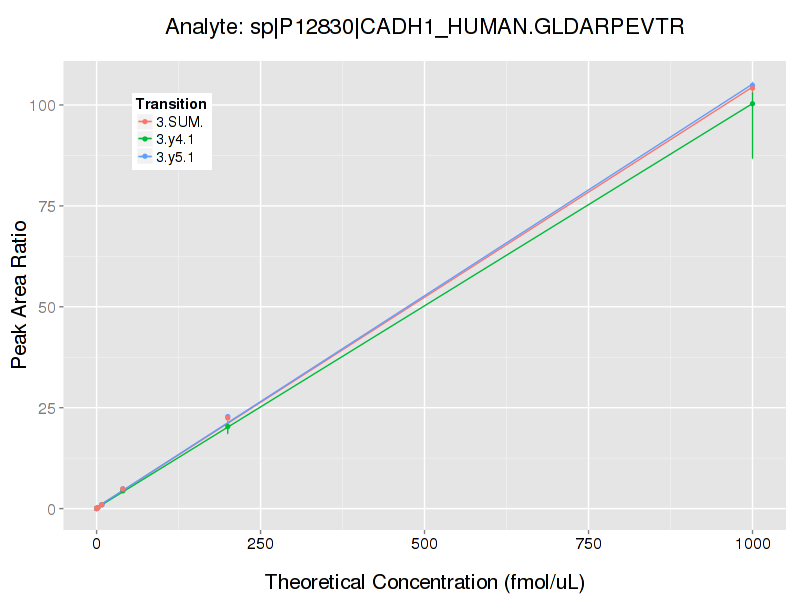 Analyte: sp|P12830|CADH1_HUMAN.GLDARPEVTR
Peak Area Ratio
100
75
50
25
0
Transition
3.SUM.
3.y4.1
3.y5.1
0 250 500 750 1000
Theoretical Concentration (fmol/uL)